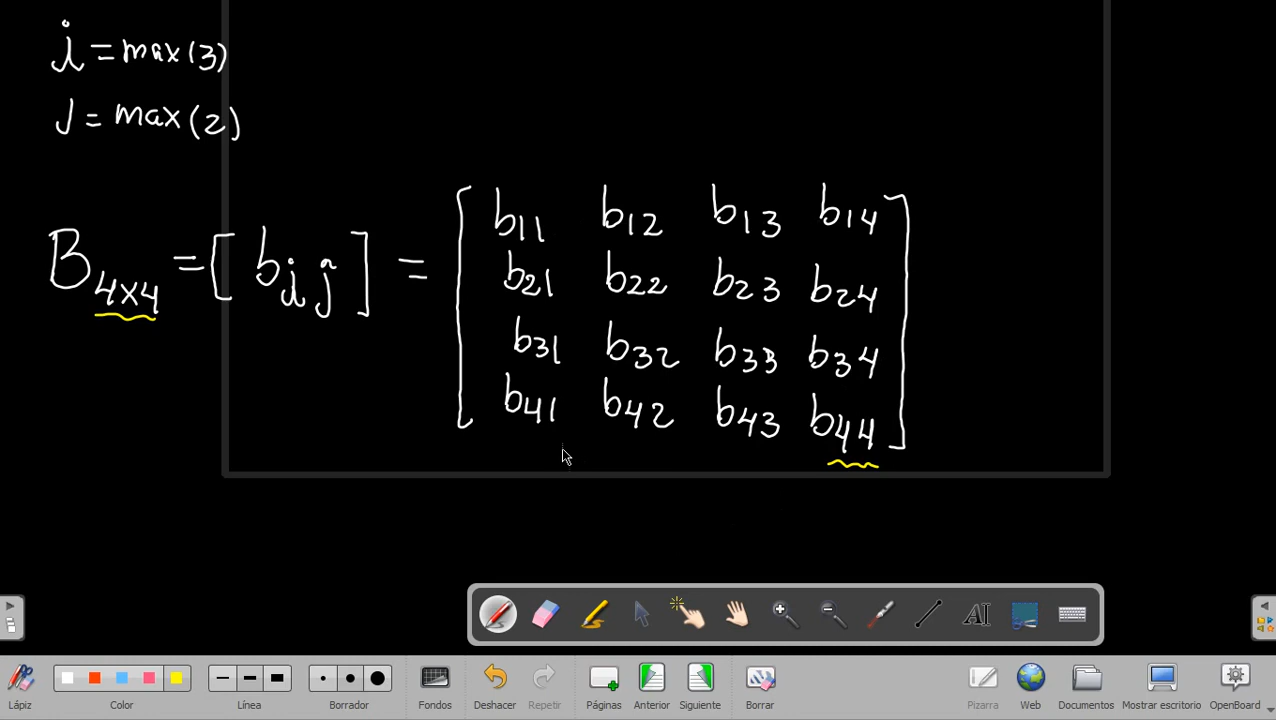 i = max(3)
J = max(2)
B4x4 = [ bij ] = [ b11 b12 b13 b14
b21 b22 b23 b24
b31 b32 b33 b34
b41 b42 b43 b44 ]
AI
Lápiz Color Línea Borrador Fondos Deshacer Repetir Páginas Anterior Siguiente Borrar Pizarra Web Documentos Mostrar escritorio OpenBoard